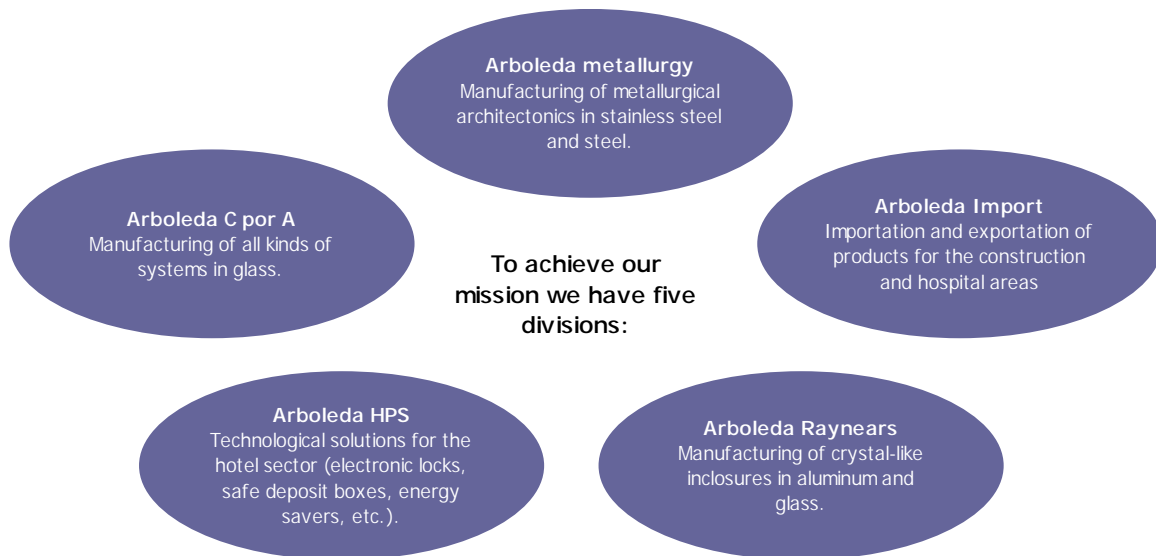 Arboleda metallurgy
Manufacturing of metallurgical
architectonics in stainless steel
and steel.
Arboleda C por A
Manufacturing of all kinds of
systems in glass.
Arboleda Import
Importation and exportation of
products for the construction
and hospital areas
To achieve our
mission we have five
divisions:
Arboleda HPS
Technological solutions for the
hotel sector (electronic locks,
safe deposit boxes, energy
savers, etc.).
Arboleda Raynears
Manufacturing of crystal-like
inclosures in aluminum and
glass.